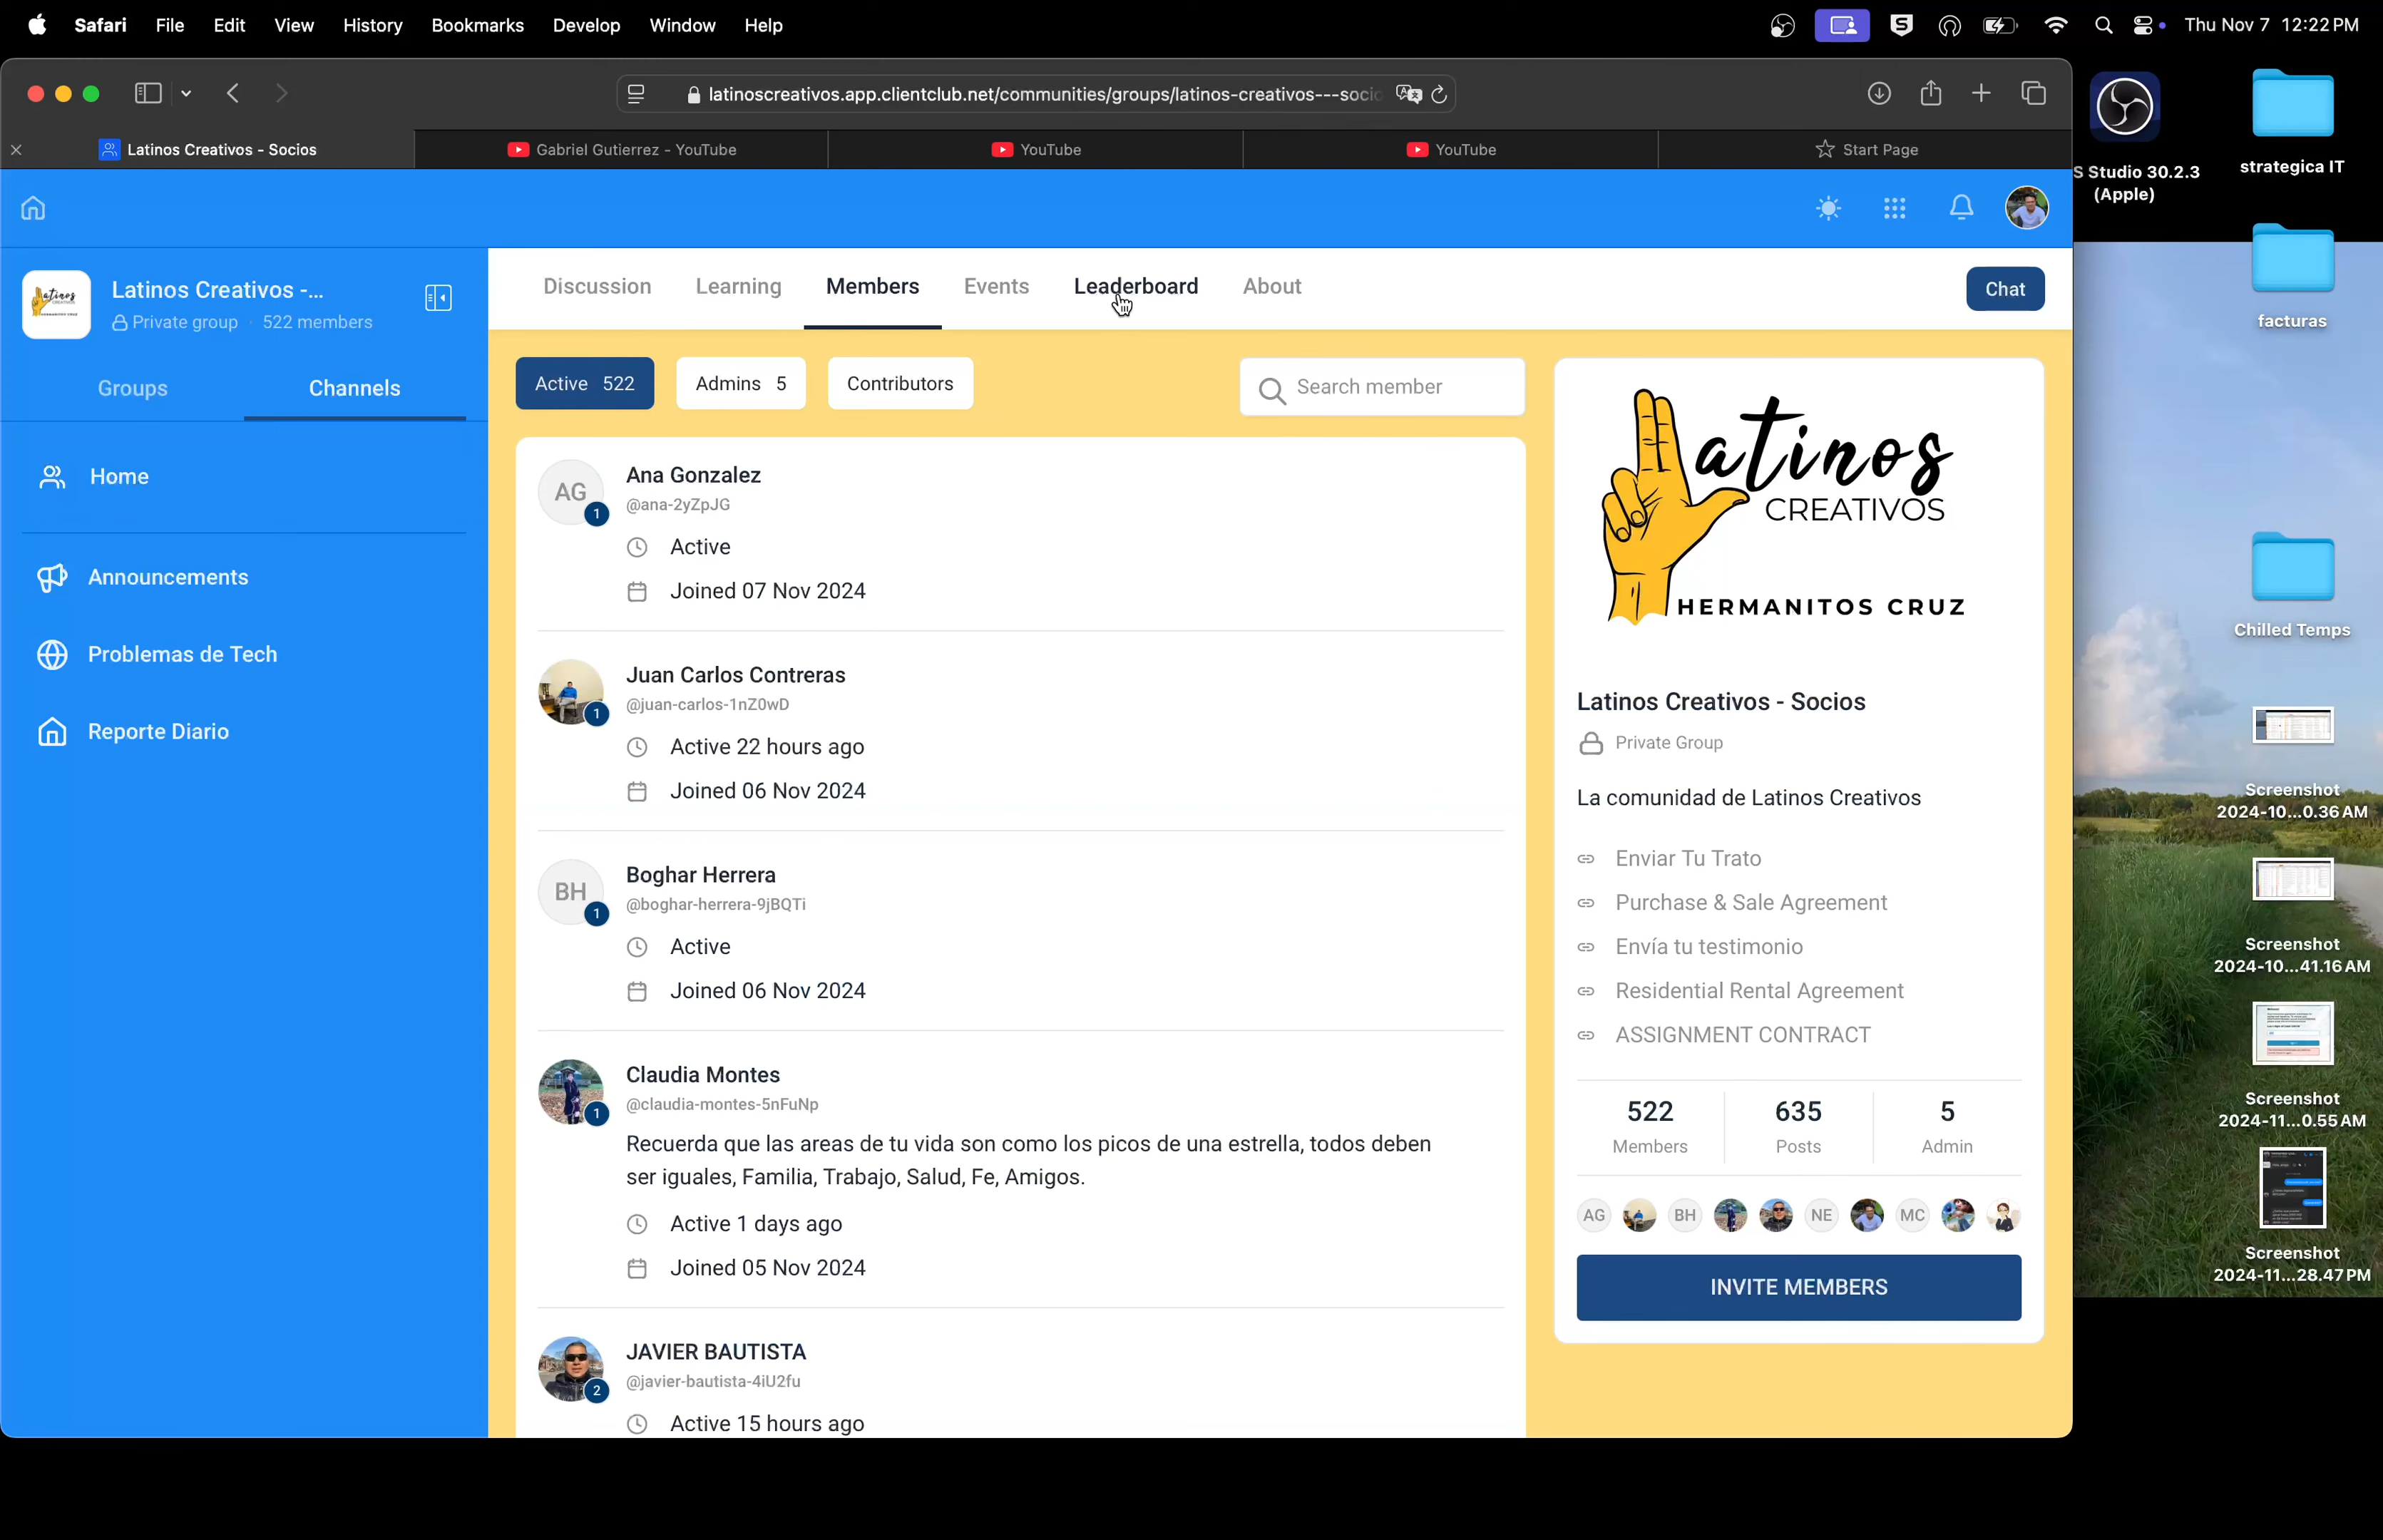 Safari File Edit View History Bookmarks Develop Window Help
Thu Nov 7 12:22 PM
latinoscreativos.app.clientclub.net/communities/groups/latinos-creativos---socio
Latinos Creativos - Socios
Gabriel Gutierrez - YouTube
YouTube
YouTube
Start Page
Latinos Creativos -...
Private group · 522 members
Groups Channels
Home
Announcements
Problemas de Tech
Reporte Diario
Discussion Learning Members Events Leaderboard About
Chat
Active 522 Admins 5 Contributors
Search member
AG
1
Ana Gonzalez
@ana-2yZpJG
Active
Joined 07 Nov 2024
1
Juan Carlos Contreras
@juan-carlos-1nZ0wD
Active 22 hours ago
Joined 06 Nov 2024
BH
1
Boghar Herrera
@boghar-herrera-9jBQTi
Active
Joined 06 Nov 2024
1
Claudia Montes
@claudia-montes-5nFuNp
Recuerda que las areas de tu vida son como los picos de una estrella, todos deben
ser iguales, Familia, Trabajo, Salud, Fe, Amigos.
Active 1 days ago
Joined 05 Nov 2024
2
JAVIER BAUTISTA
@javier-bautista-4iU2fu
Active 15 hours ago
Latinos
CREATIVOS
HERMANITOS CRUZ
Latinos Creativos - Socios
Private Group
La comunidad de Latinos Creativos
Enviar Tu Trato
Purchase & Sale Agreement
Envía tu testimonio
Residential Rental Agreement
ASSIGNMENT CONTRACT
522 635 5
Members Posts Admin
AG BH NE MC
INVITE MEMBERS
S Studio 30.2.3
(Apple)
strategica IT
facturas
Chilled Temps
Screenshot
2024-10...0.36 AM
Screenshot
2024-10...41.16 AM
Screenshot
2024-11...0.55 AM
Screenshot
2024-11...28.47 PM